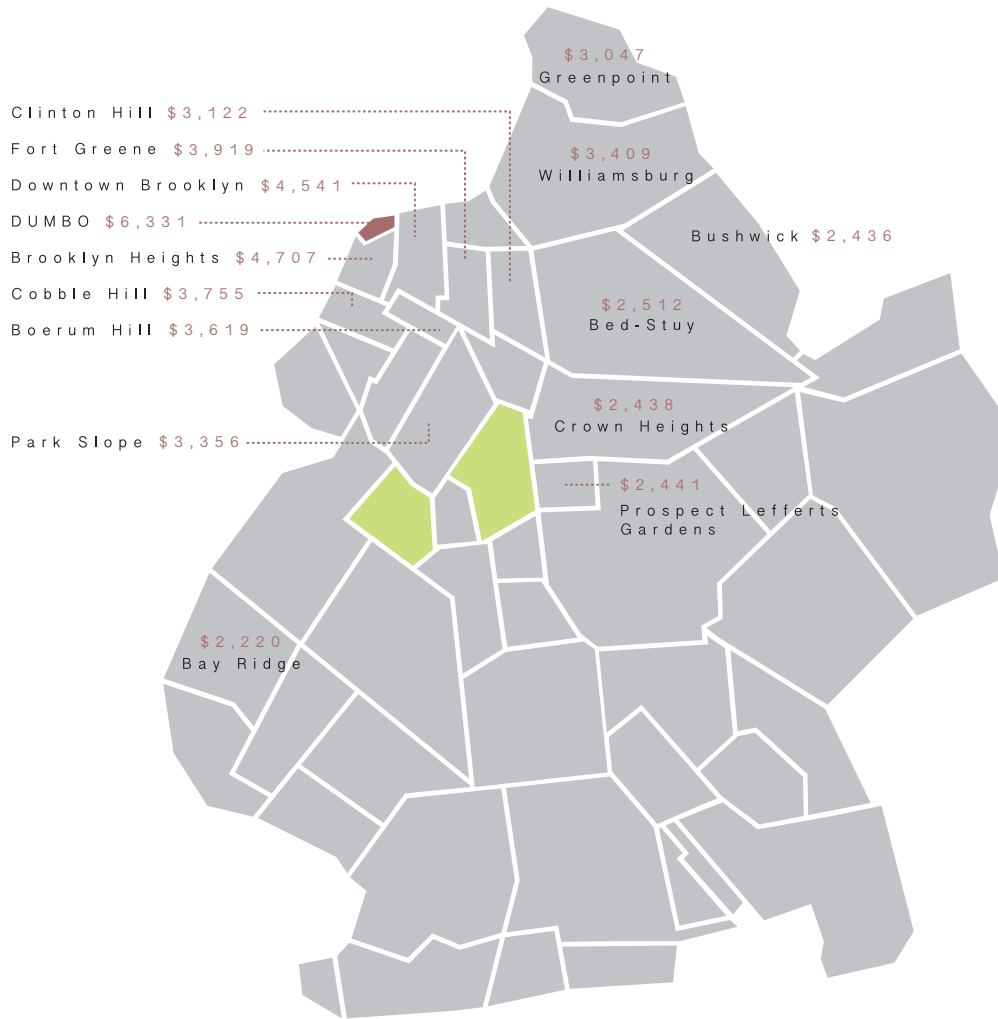 $3,047
Greenpoint
Clinton Hill $3,122
Fort Greene $3,919
$3,409
Williamsburg
Downtown Brooklyn $4,541
DUMBO $6,331
Bushwick $2,436
Brooklyn Heights $4,707
Cobble Hill $3,755
$2,512
Bed-Stuy
Boerum Hill $3,619
$2,438
Crown Heights
Park Slope $3,356
$2,441
Prospect Lefferts
Gardens
$2,220
Bay Ridge